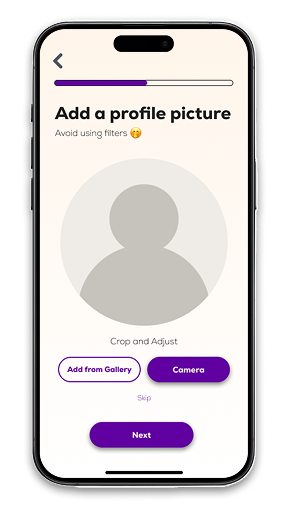 Add a profile picture
Avoid using filters 🤭
Crop and Adjust
Add from Gallery
Camera
Skip
Next